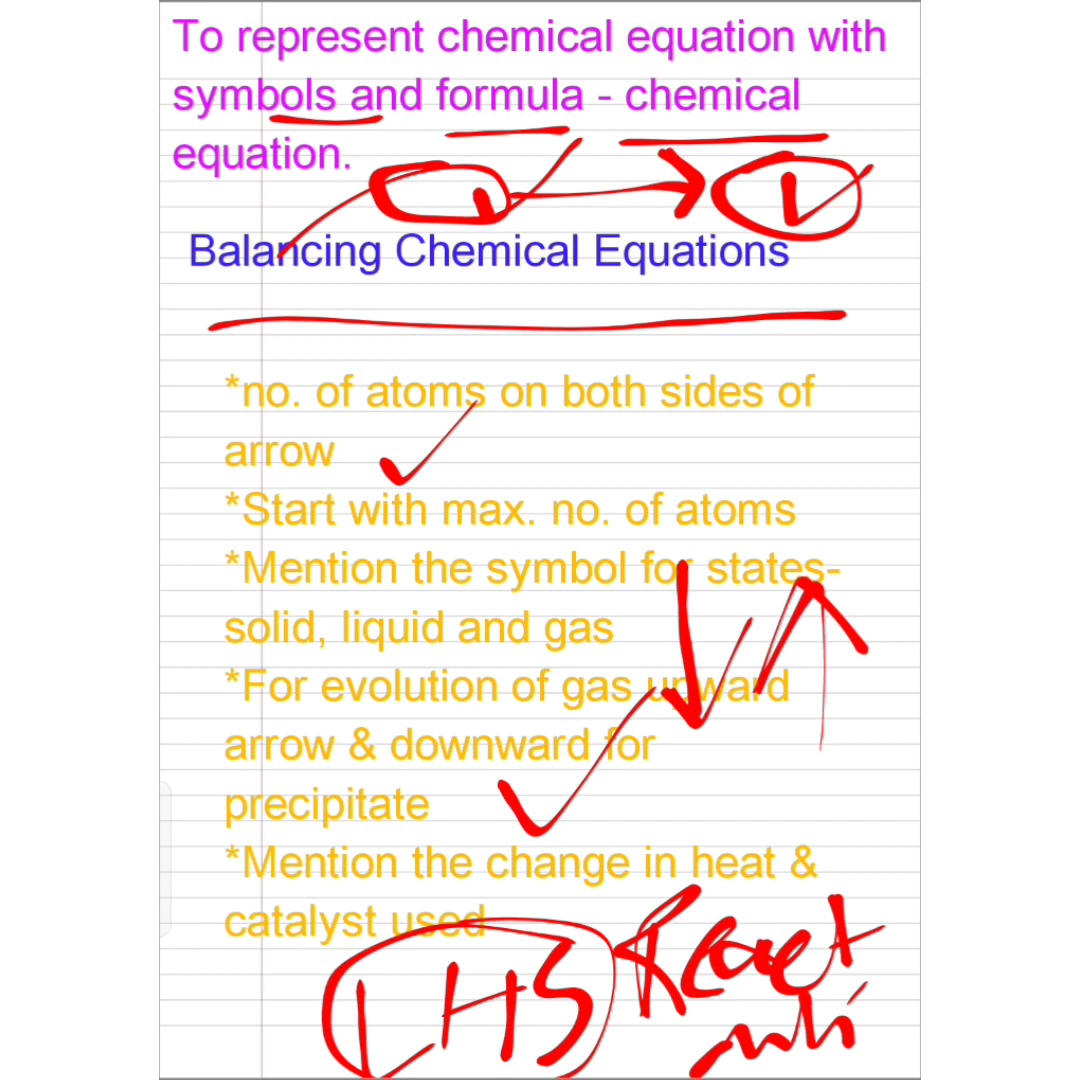 To represent chemical equation with
symbols and formula - chemical
equation.
Balancing Chemical Equations
*no. of atoms on both sides of
arrow
*Start with max. no. of atoms
*Mention the symbol for states-
solid, liquid and gas
*For evolution of gas upward
arrow & downward for
precipitate
*Mention the change in heat &
catalyst used
LHS